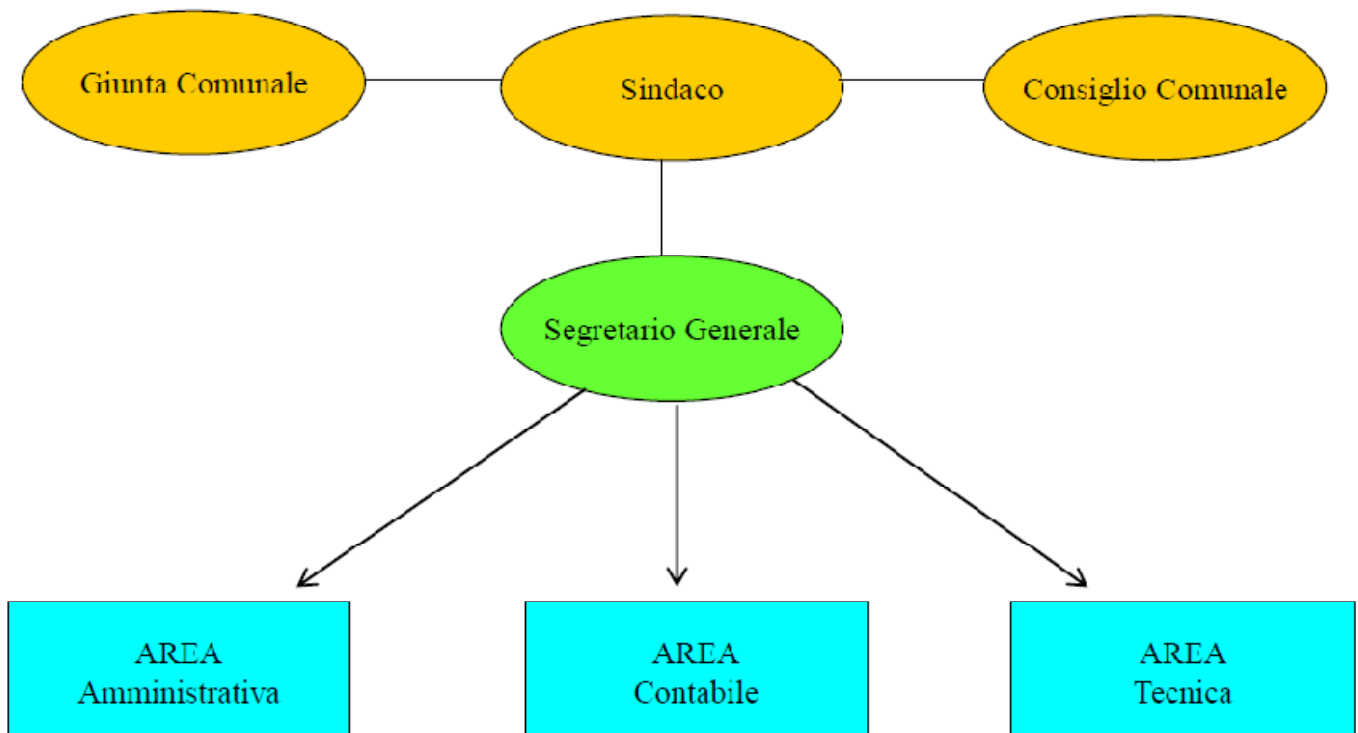 Giunta Comunale
Sindaco
Consiglio Comunale
Segretario Generale
AREA
Amministrativa
AREA
Contabile
AREA
Tecnica